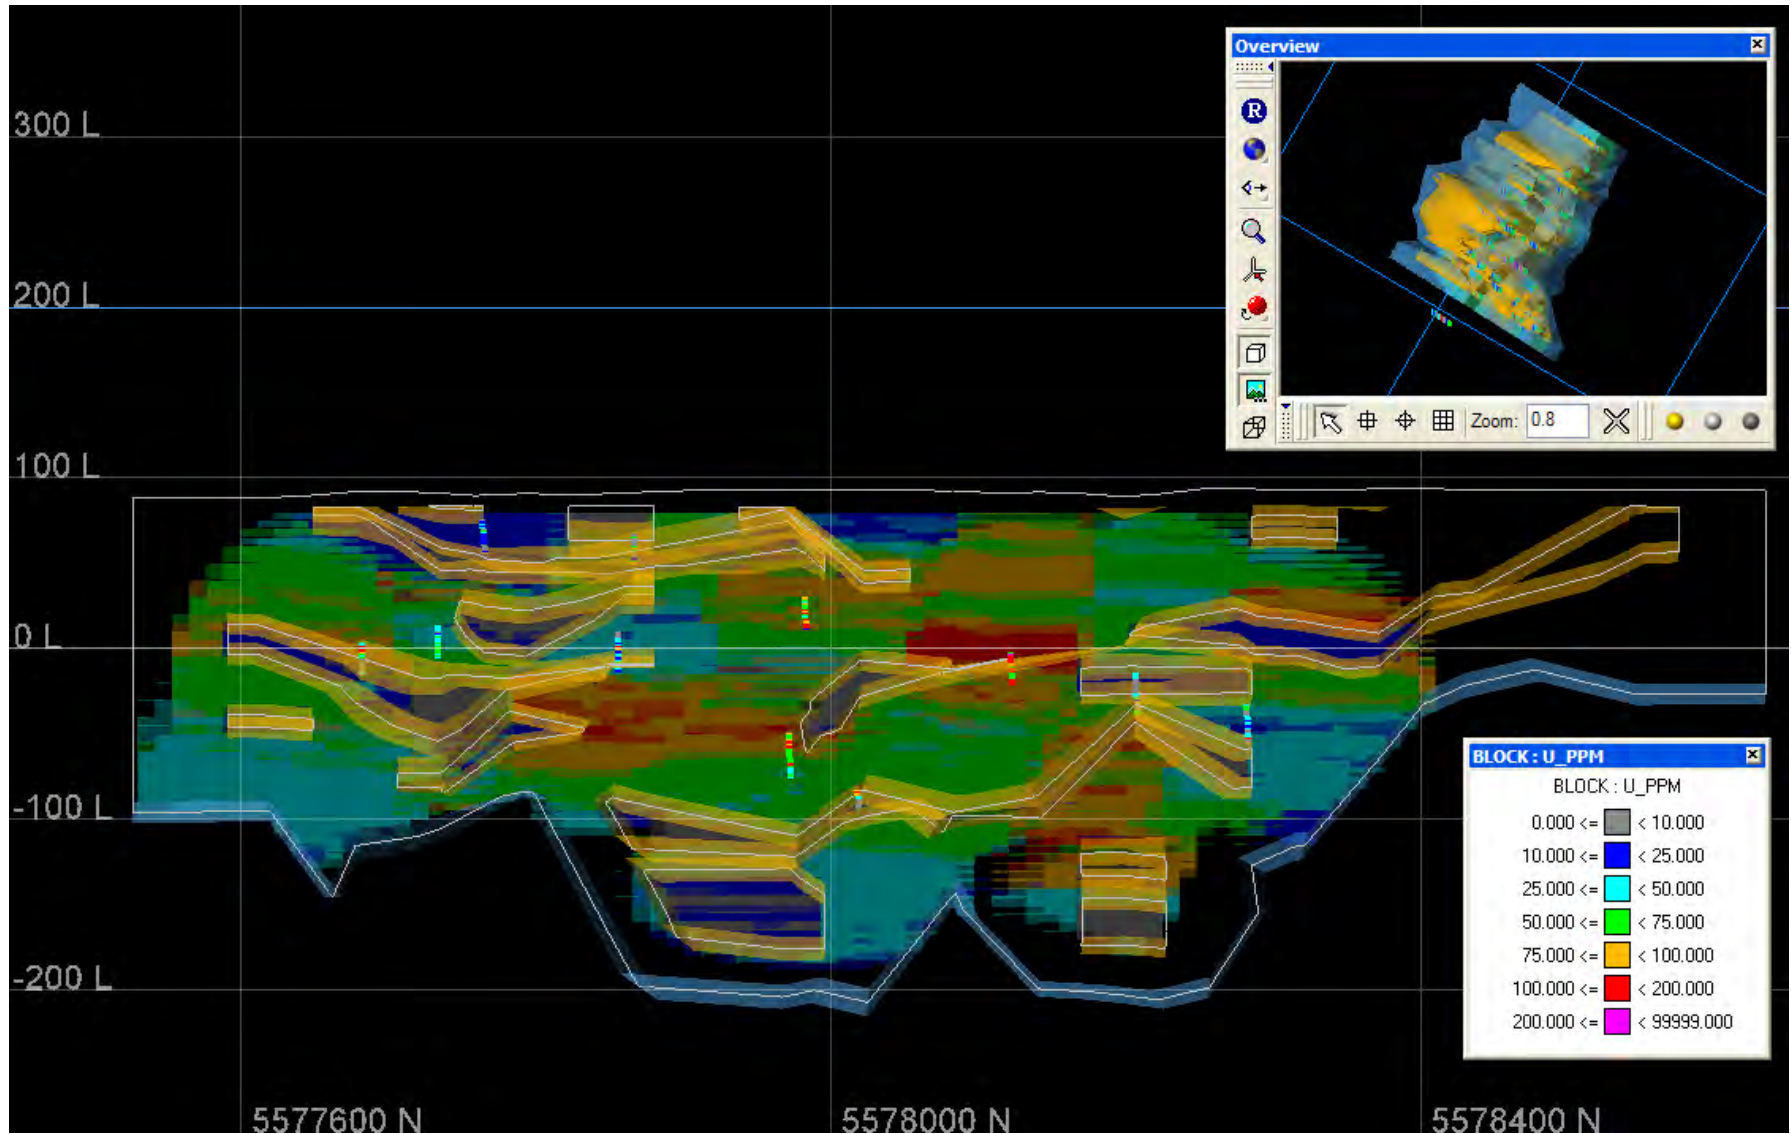 Overview
R
Zoom: 0.8
300 L
200 L
100 L
0 L
-100 L
-200 L
BLOCK : U_PPM
BLOCK : U_PPM
0.000 <= < 10.000
10.000 <= < 25.000
25.000 <= < 50.000
50.000 <= < 75.000
75.000 <= < 100.000
100.000 <= < 200.000
200.000 <= < 99999.000
5577600 N
5578000 N
5578400 N